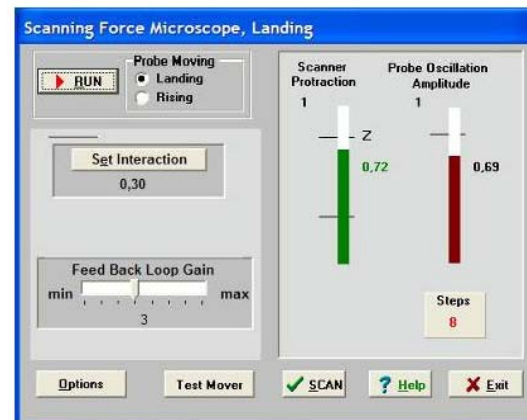 Scanning Force Microscope, Landing
Probe Moving
RUN
Landing
Rising
Set Interaction
0,30
Feed Back Loop Gain
min
max
3
Scanner
Protraction
1
Z
0,72
Probe Oscillation
Amplitude
1
0,69
Steps
8
Options
Test Mover
SCAN
? Help
Exit